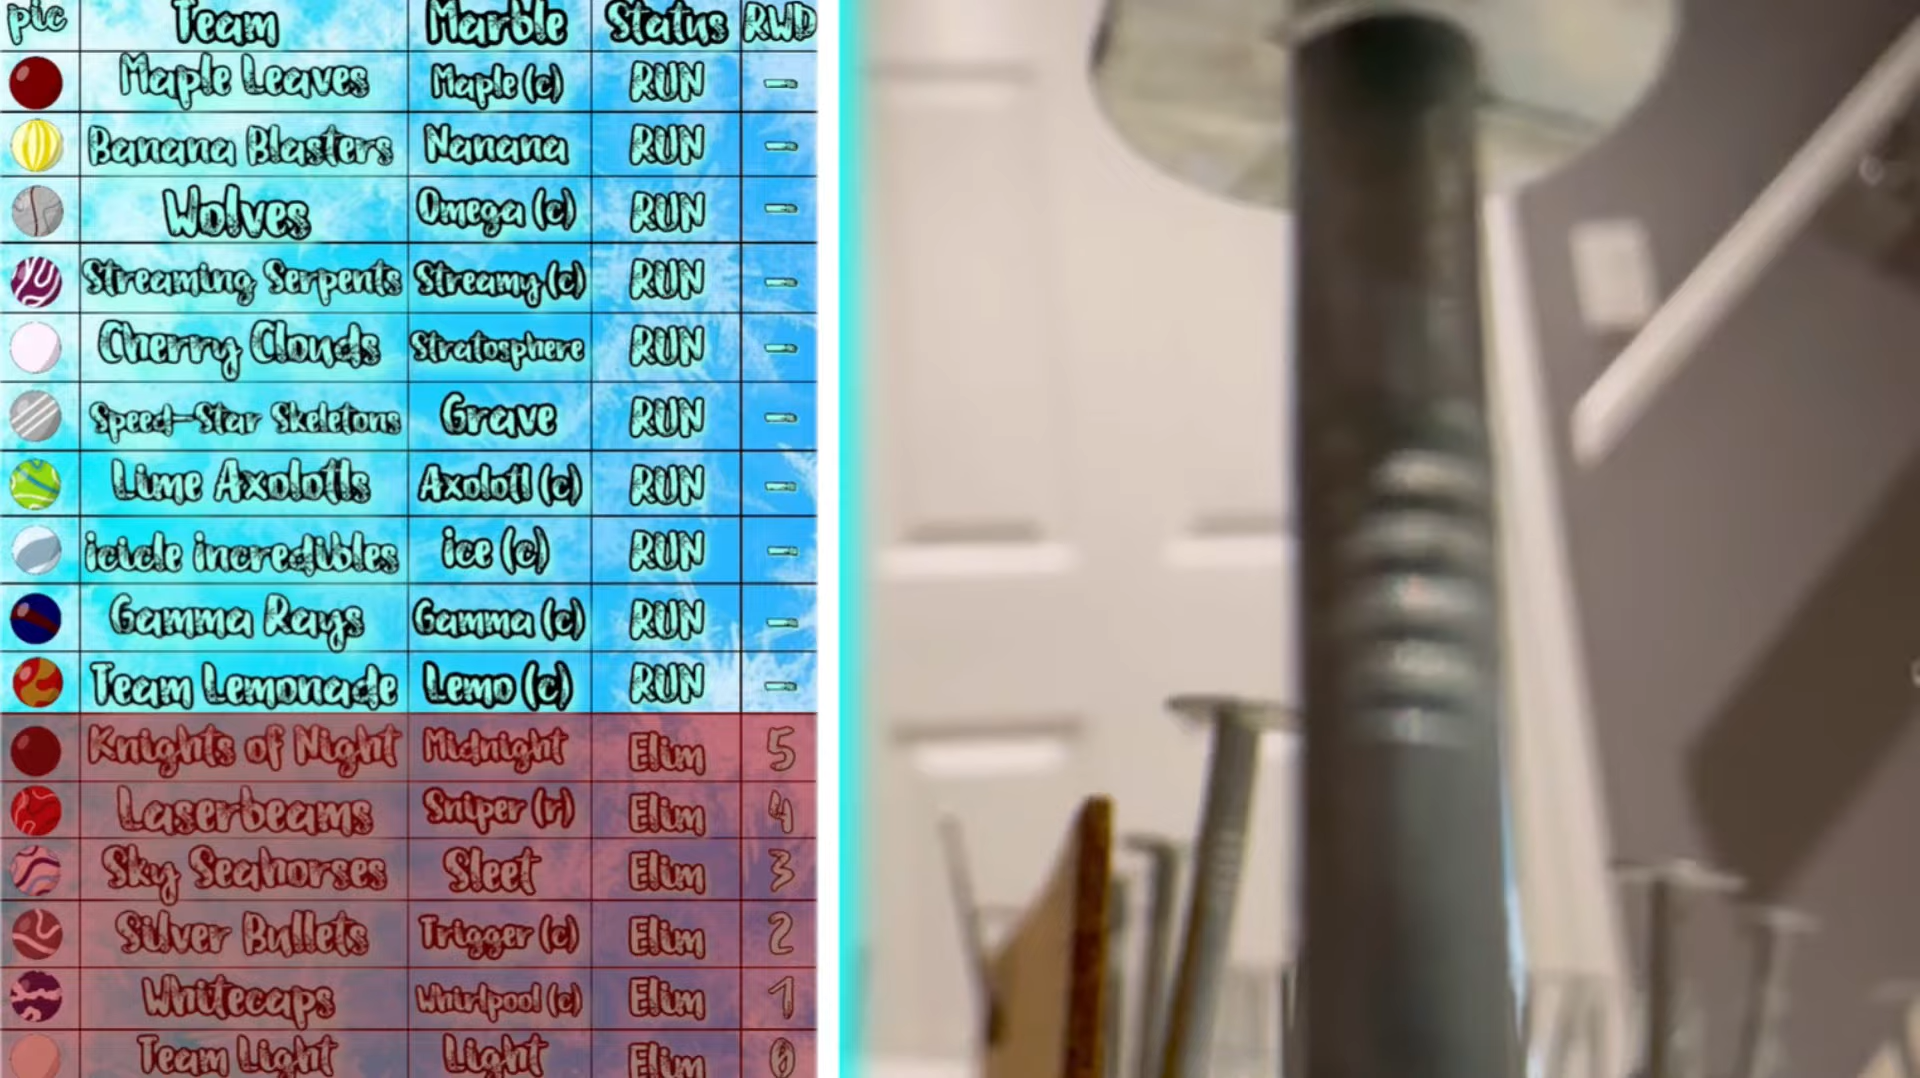 pic Team Marble Status RWD
Maple Leaves Maple (c) RUN -
Banana Blasters Nanana RUN -
Wolves Omega (c) RUN -
Streaming Serpents Streamy (c) RUN -
Cherry Clouds Stratosphere RUN -
Speed-Star Skeletons Grave RUN -
Lime Axolotls Axolotl (c) RUN -
icicle incredibles ice (c) RUN -
Gamma Rays Gamma (c) RUN -
Team Lemonade Lemo (c) RUN -
Knights of Night Midnight Elim 5
Laserbeams Sniper (r) Elim 4
Sky Seahorses Sleet Elim 3
Silver Bullets Trigger (c) Elim 2
Whitecaps Whirlpool (c) Elim 1
Team Light Light Elim 0